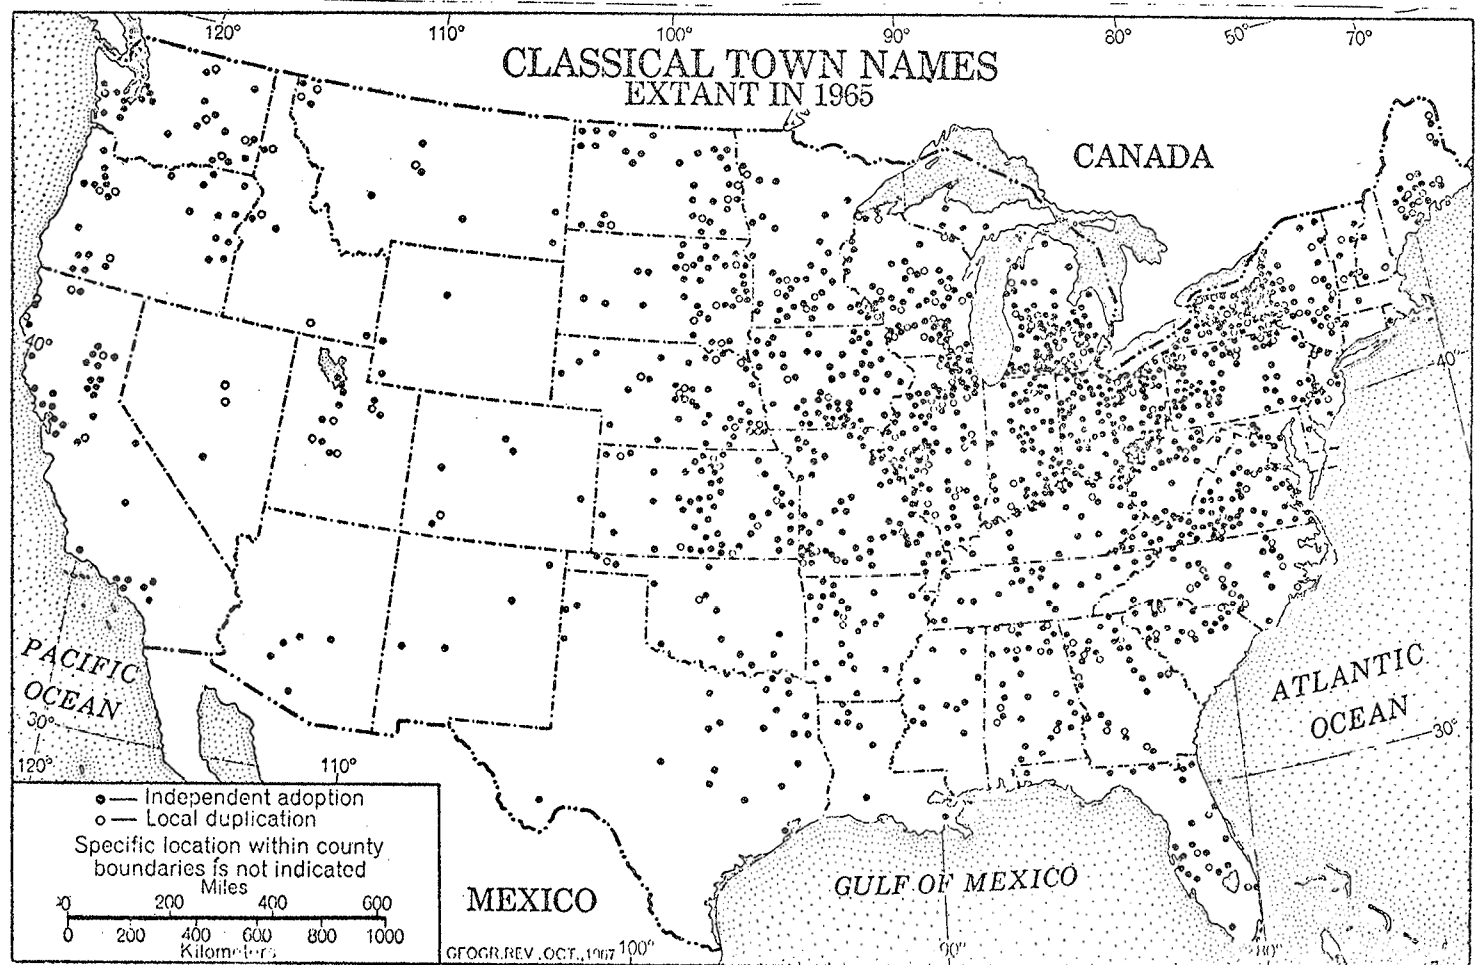 120° 110° 100° 90° 80° 50° 70°
CLASSICAL TOWN NAMES
EXTANT IN 1965
CANADA
40°
40°
PACIFIC
OCEAN
30°
120°
110°
ATLANTIC
OCEAN
30°
Independent adoption
Local duplication
Specific location within county
boundaries is not indicated
Miles
200 400 600
0 200 400 600 800 1000
Kilometers
MEXICO
GULF OF MEXICO
GEOGR. REV., OCT., 1967
100° 90° 80°